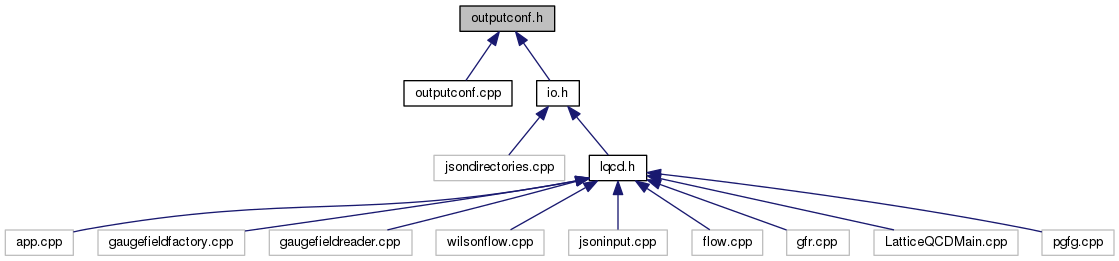 outputconf.h
outputconf.cpp
io.h
jsondirectories.cpp
lqcd.h
app.cpp
gaugefieldfactory.cpp
gaugefieldreader.cpp
wilsonflow.cpp
jsoninput.cpp
flow.cpp
gfr.cpp
LatticeQCDMain.cpp
pgfg.cpp